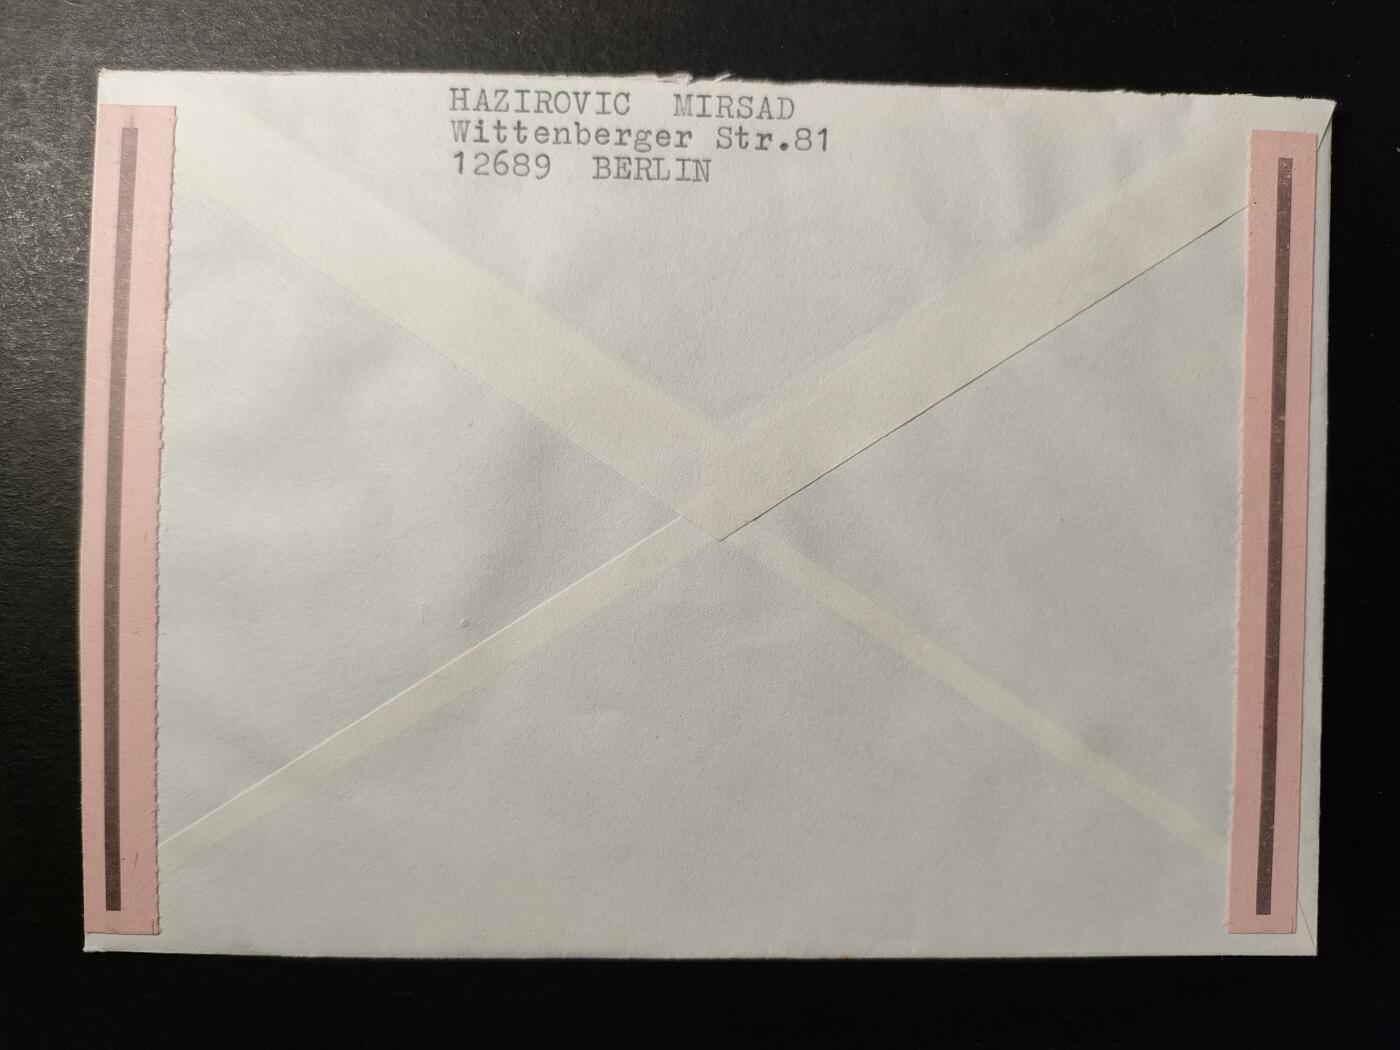 HAZIROVIC MIRSAD
Wittenberger Str.81
12689 BERLIN